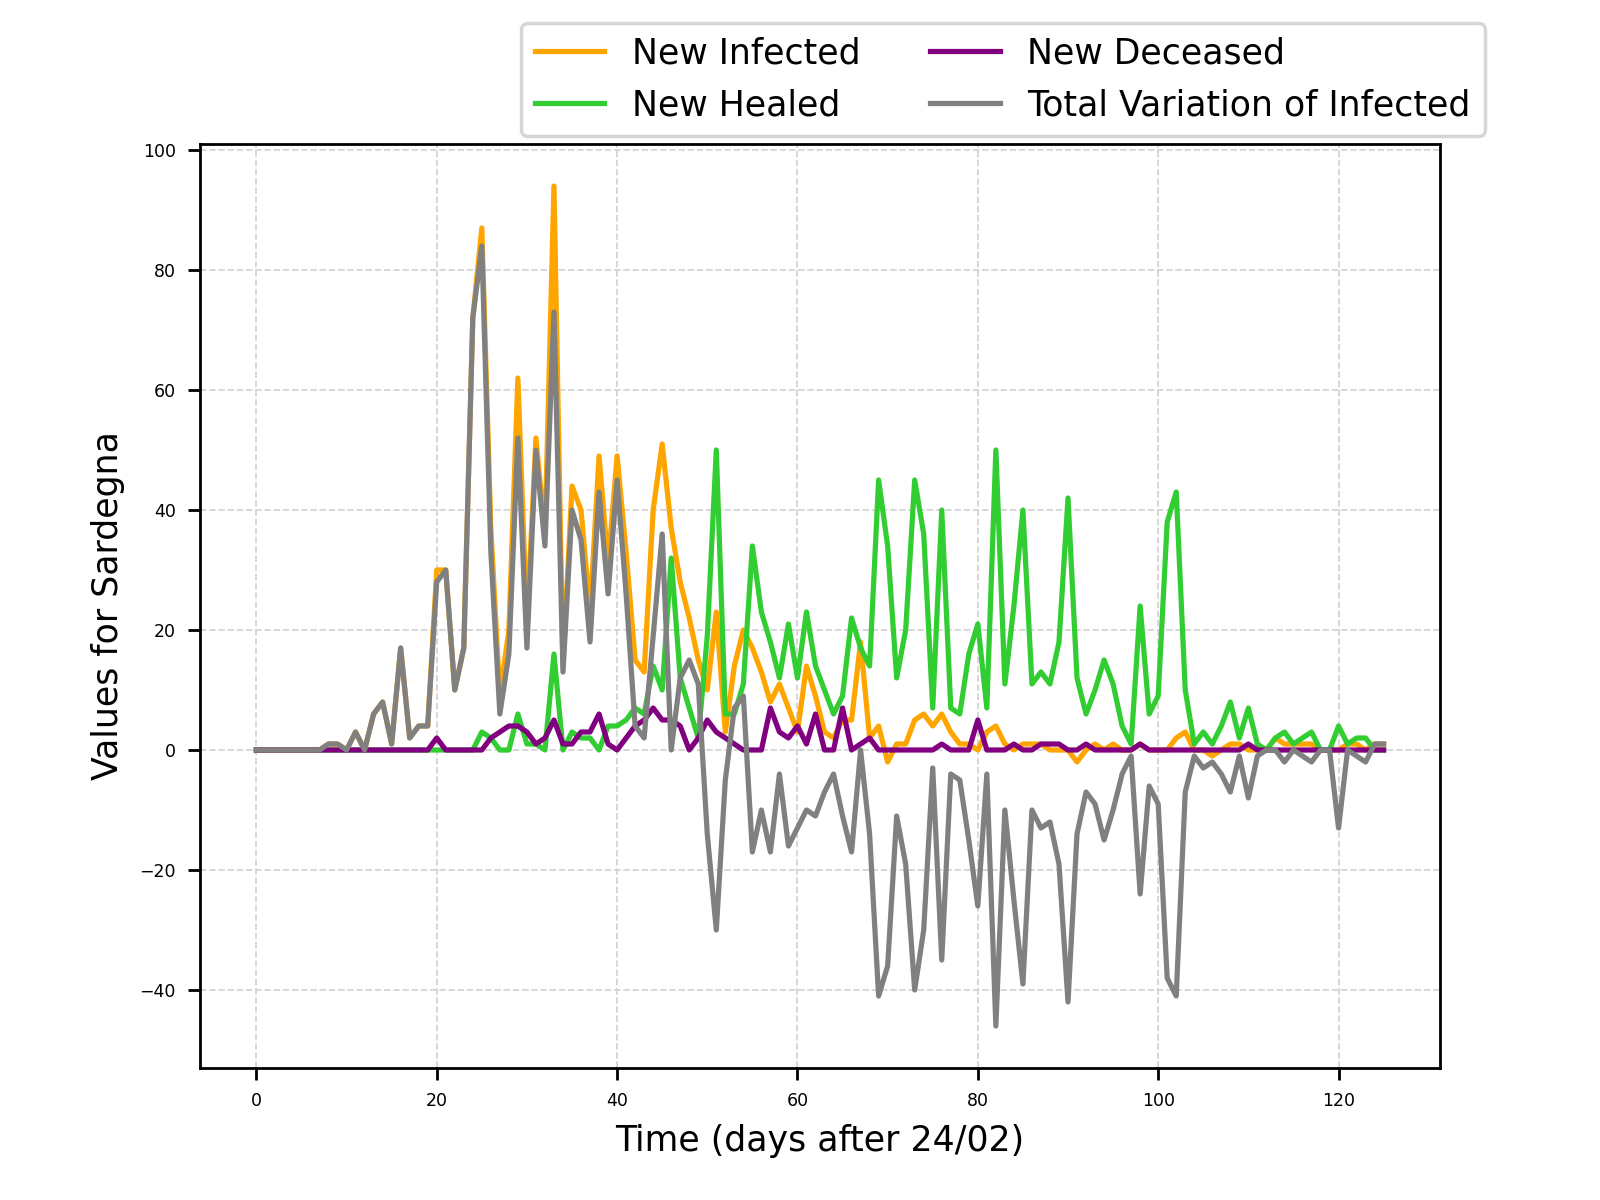 New Infected
New Healed
New Deceased
Total Variation of Infected
100
80
60
40
20
0
−20
−40
Values for Sardegna
0 20 40 60 80 100 120
Time (days after 24/02)